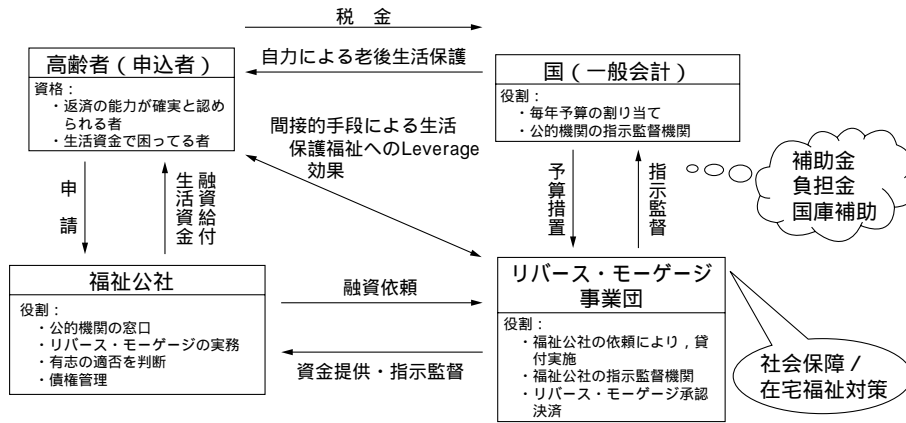 税　金
自力による老後生活保護
高齢者（申込者）
資格：
・返済の能力が確実と認め
られる者
・生活資金で困ってる者
国（一般会計）
役割：
・毎年予算の割り当て
・公的機関の指示監督機関
間接的手段による生活
保護福祉へのLeverage
効果
補助金
負担金
国庫補助
申　請
融資給付
生活資金
予算措置
指示監督
福祉公社
役割：
・公的機関の窓口
・リバース・モーゲージの実務
・有志の適否を判断
・債権管理
融資依頼
資金提供・指示監督
リバース・モーゲージ
事業団
役割：
・福祉公社の依頼により，貸
付実施
・福祉公社の指示監督機関
・リバース・モーゲージ承認
決済
社会保障／
在宅福祉対策